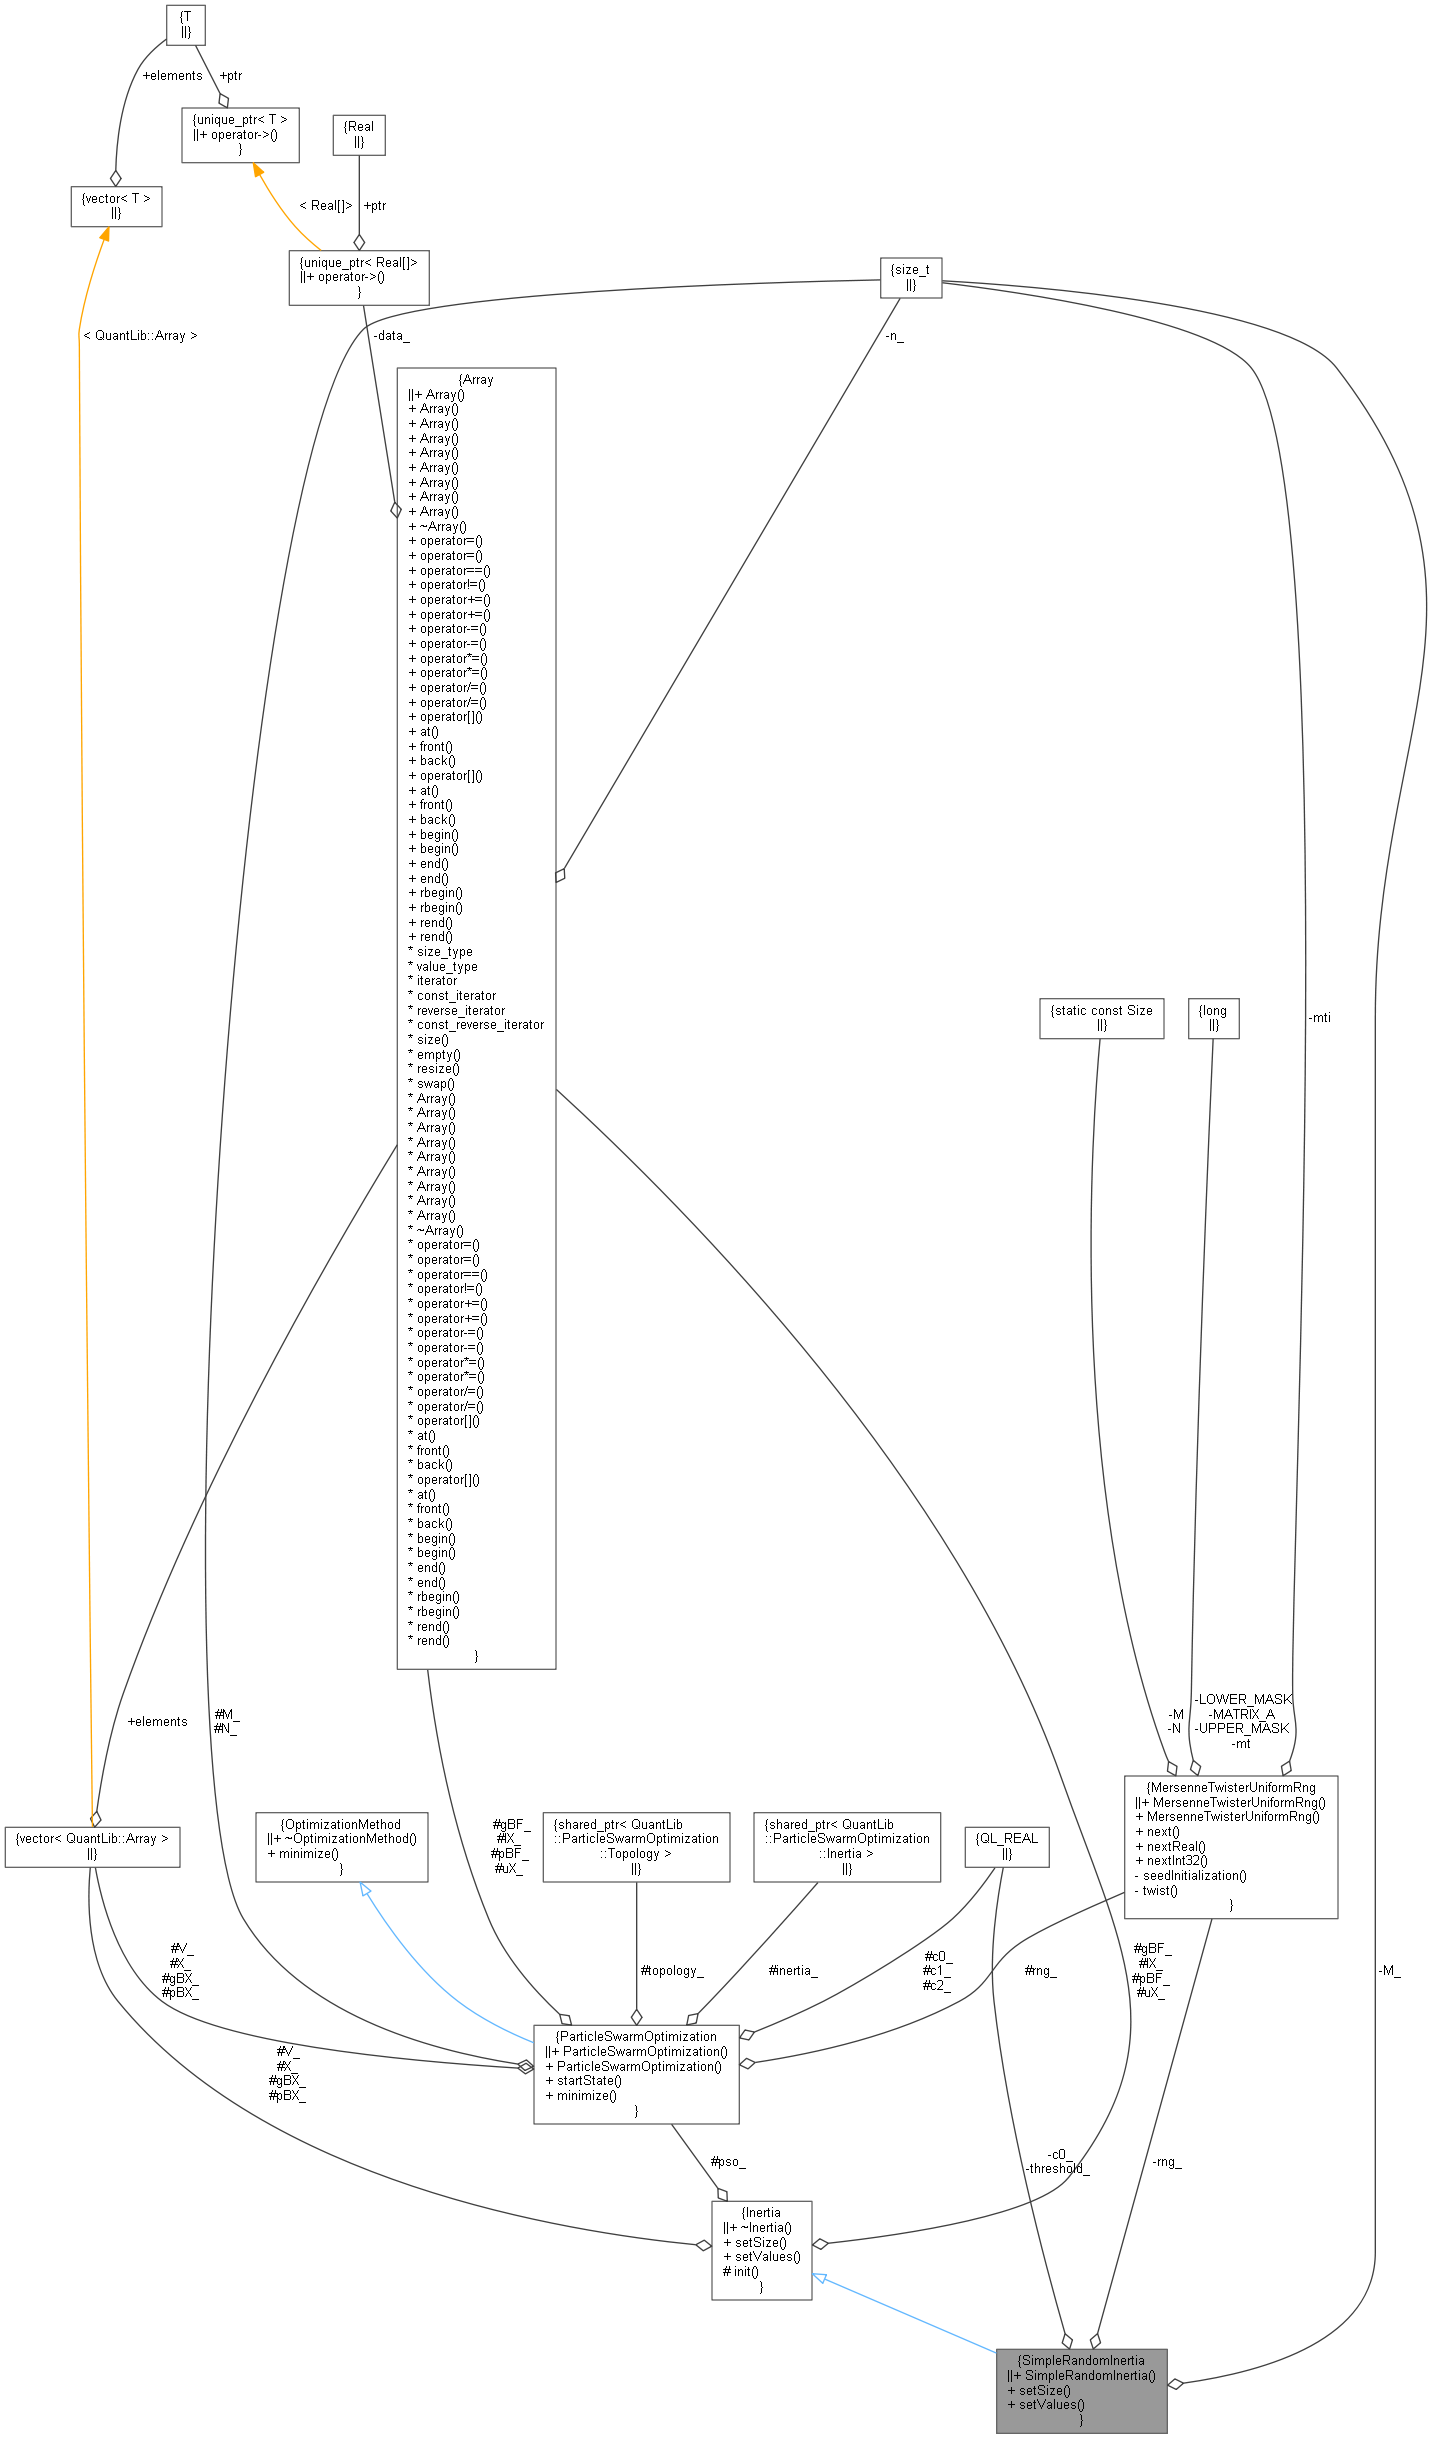 {T
||}
+elements
+ptr
{unique_ptr< T >
||+ operator->()
}
{Real
||}
{vector< T >
||}
< Real[]>
+ptr
{unique_ptr< Real[]>
||+ operator->()
}
{size_t
||}
< QuantLib::Array >
-data_
-n_
{Array
||+ Array()
+ Array()
+ Array()
+ Array()
+ Array()
+ Array()
+ Array()
+ Array()
+ Array()
+ ~Array()
+ operator=()
+ operator=()
+ operator==()
+ operator!=()
+ operator+=()
+ operator+=()
+ operator-=()
+ operator-=()
+ operator*=()
+ operator*=()
+ operator/=()
+ operator/=()
+ operator[]()
+ at()
+ front()
+ back()
+ operator[]()
+ at()
+ front()
+ back()
+ begin()
+ begin()
+ end()
+ end()
+ rbegin()
+ rbegin()
+ rend()
+ rend()
* size_type
* value_type
* iterator
* const_iterator
* reverse_iterator
* const_reverse_iterator
* size()
* empty()
* resize()
* swap()
* Array()
* Array()
* Array()
* Array()
* Array()
* Array()
* Array()
* Array()
* Array()
* ~Array()
* operator=()
* operator=()
* operator==()
* operator!=()
* operator+=()
* operator+=()
* operator-=()
* operator-=()
* operator*=()
* operator*=()
* operator/=()
* operator/=()
* operator[]()
* at()
* front()
* back()
* operator[]()
* at()
* front()
* back()
* begin()
* begin()
* end()
* end()
* rbegin()
* rbegin()
* rend()
* rend()
}
{static const Size
||}
{long
||}
-mti
+elements
#M_
#N_
-M
-N
-LOWER_MASK
-MATRIX_A
-UPPER_MASK
-mt
{MersenneTwisterUniformRng
||+ MersenneTwisterUniformRng()
+ MersenneTwisterUniformRng()
+ next()
+ nextReal()
+ nextInt32()
- seedInitialization()
- twist()
}
{vector< QuantLib::Array >
||}
{OptimizationMethod
||+ ~OptimizationMethod()
+ minimize()
}
#gBF_
#lX_
#pBF_
#uX_
{shared_ptr< QuantLib
::ParticleSwarmOptimization
::Topology >
||}
{shared_ptr< QuantLib
::ParticleSwarmOptimization
::Inertia >
||}
{QL_REAL
||}
#V_
#X_
#gBX_
#pBX_
#topology_
#inertia_
#c0_
#c1_
#c2_
#rng_
#gBF_
#lX_
#pBF_
#uX_
-M_
{ParticleSwarmOptimization
||+ ParticleSwarmOptimization()
+ ParticleSwarmOptimization()
+ startState()
+ minimize()
}
#V_
#X_
#gBX_
#pBX_
#pso_
-c0_
-threshold_
-rng_
{Inertia
||+ ~Inertia()
+ setSize()
+ setValues()
# init()
}
{SimpleRandomInertia
||+ SimpleRandomInertia()
+ setSize()
+ setValues()
}